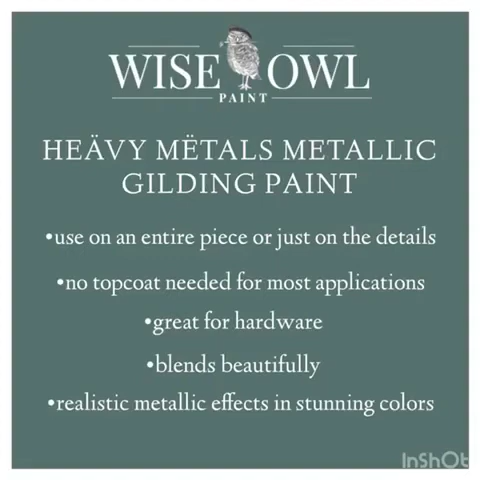 WISE OWL
PAINT
HEÄVY MËTALS METALLIC
GILDING PAINT
•use on an entire piece or just on the details
•no topcoat needed for most applications
•great for hardware
•blends beautifully
•realistic metallic effects in stunning colors
InShOt